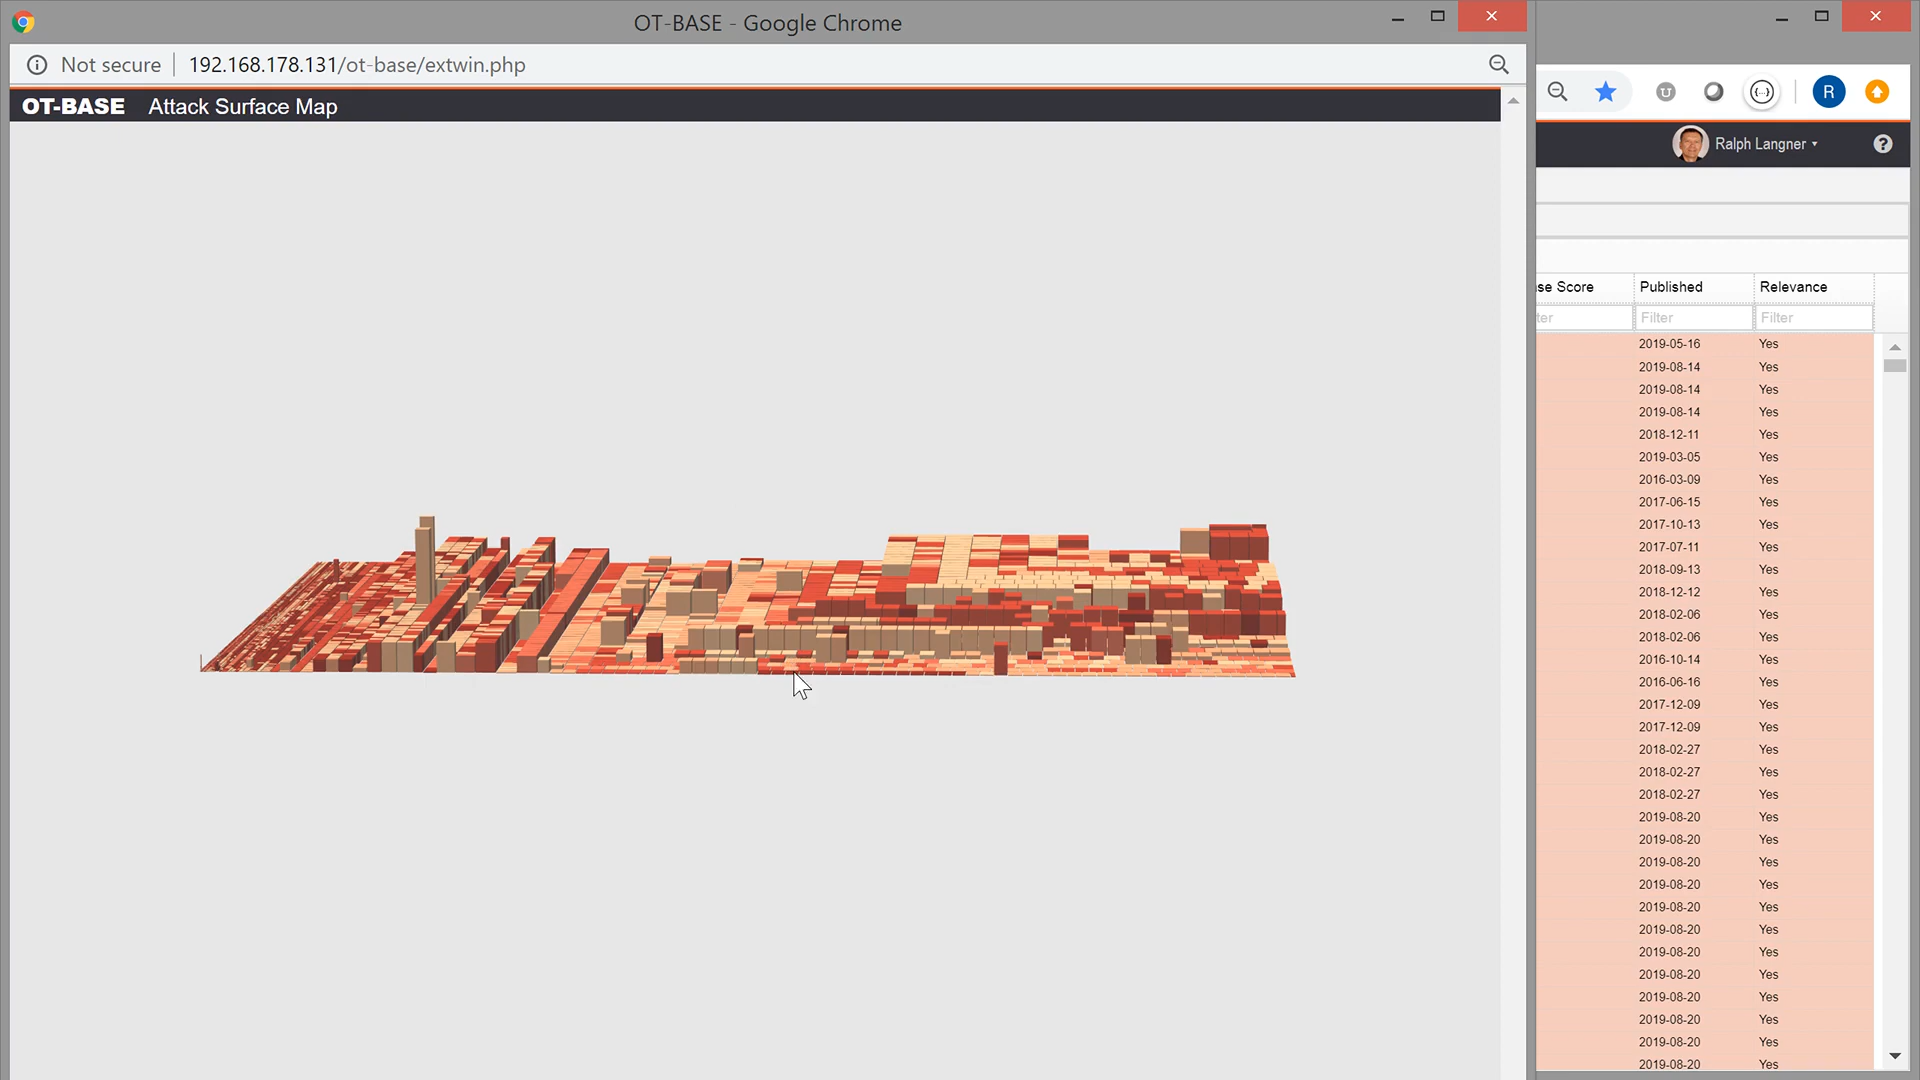 OT-BASE - Google Chrome
Not secure 192.168.178.131/ot-base/extwin.php
OT-BASE Attack Surface Map
R
Ralph Langner
Score Published Relevance
Filter Filter
2019-05-16 Yes
2019-08-14 Yes
2019-08-14 Yes
2019-08-14 Yes
2018-12-11 Yes
2019-03-05 Yes
2016-03-09 Yes
2017-06-15 Yes
2017-10-13 Yes
2017-07-11 Yes
2018-09-13 Yes
2018-12-12 Yes
2018-02-06 Yes
2018-02-06 Yes
2016-10-14 Yes
2016-06-16 Yes
2017-12-09 Yes
2017-12-09 Yes
2018-02-27 Yes
2018-02-27 Yes
2018-02-27 Yes
2019-08-20 Yes
2019-08-20 Yes
2019-08-20 Yes
2019-08-20 Yes
2019-08-20 Yes
2019-08-20 Yes
2019-08-20 Yes
2019-08-20 Yes
2019-08-20 Yes
2019-08-20 Yes
2019-08-20 Yes
2019-08-20 Yes